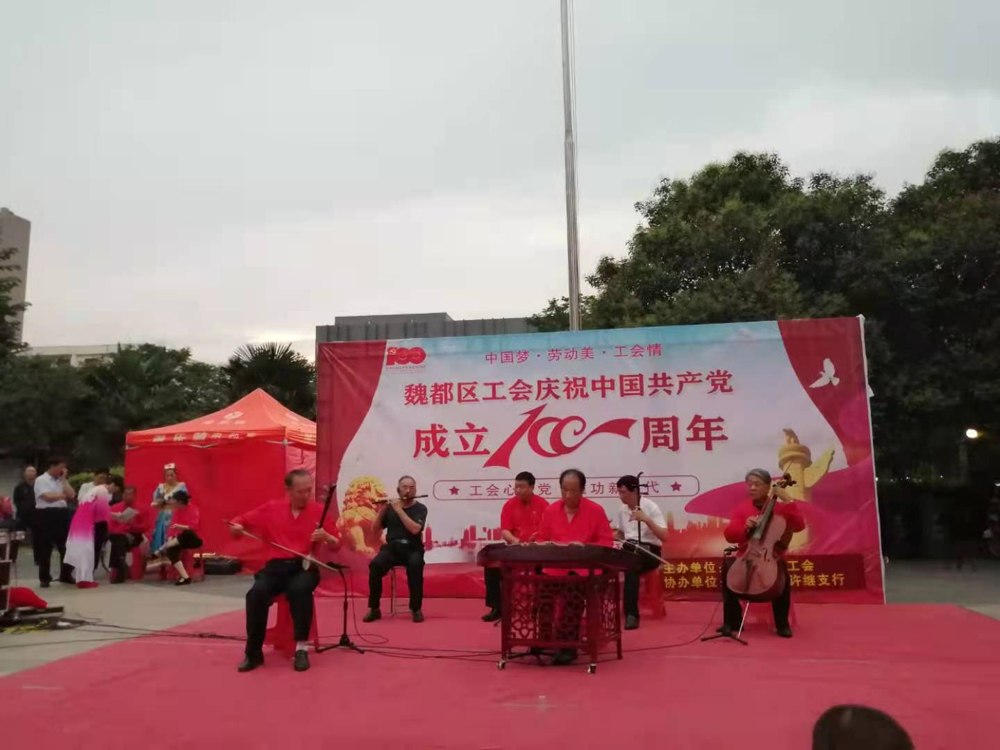 100
中国梦·劳动美·工会情
魏都区工会庆祝中国共产党
成立100周年
★ 工会心 党 功新 代 ★
主办单位: 工会
协办单位: 许继支行